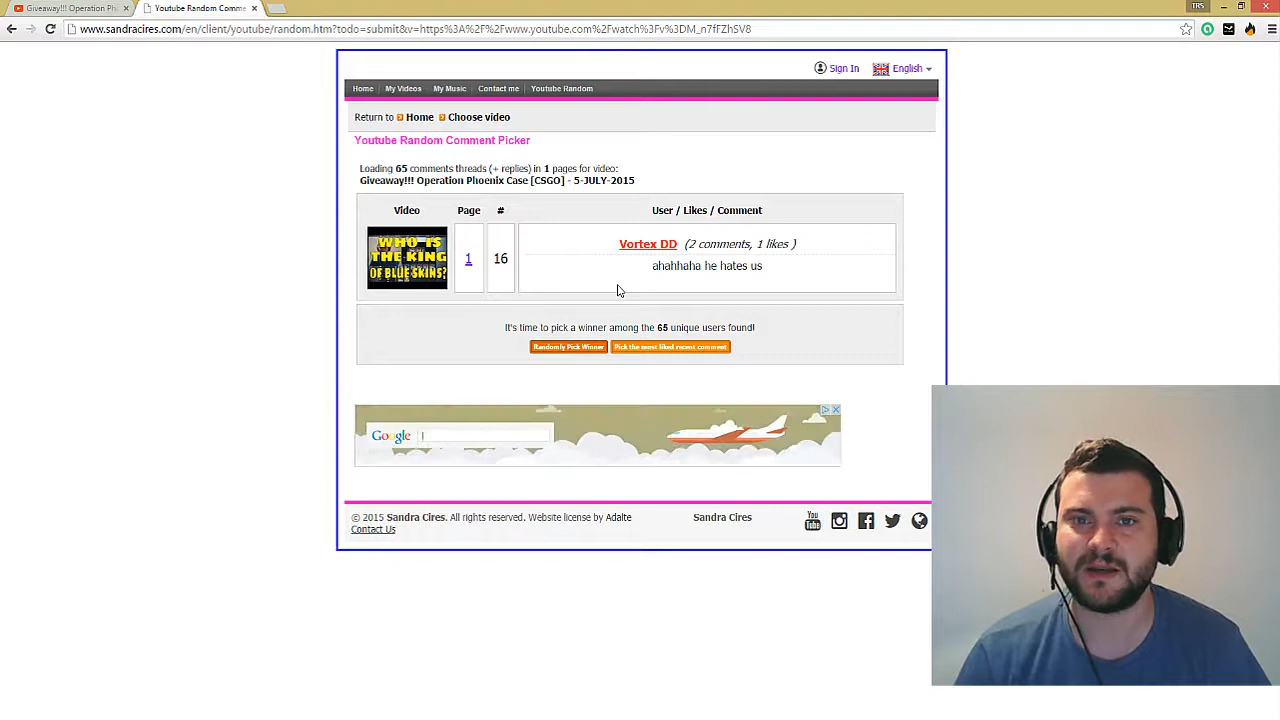 Giveaway!!! Operation Ph
Youtube Random Comme
TRS
www.sandracires.com/en/client/youtube/random.htm?todo=submit&v=https%3A%2F%2Fwww.youtube.com%2Fwatch%3Fv%3DM_n7fFZhSV8
Sign In English
Home My Videos My Music Contact me Youtube Random
Return to Home Choose video
Youtube Random Comment Picker
Loading 65 comments threads (+ replies) in 1 pages for video:
Giveaway!!! Operation Phoenix Case [CSGO] - 5-JULY-2015
Video Page # User / Likes / Comment
WHO IS
THE KING
OF BLUE SKINS?
1 16
Vortex DD (2 comments, 1 likes )
ahahhaha he hates us
It's time to pick a winner among the 65 unique users found!
Randomly Pick Winner Pick the most liked recent comment
Google
© 2015 Sandra Cires. All rights reserved. Website license by Adalte
Contact Us
Sandra Cires
You
Tube